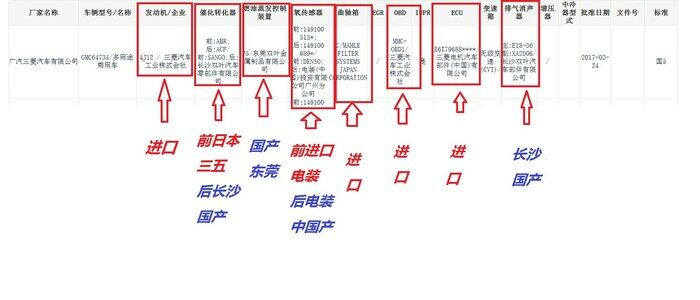 厂家名称 车辆型号/名称 发动机/企业 催化转化器 燃油蒸发控制 氧传感器 曲轴箱 EGR OBD IUPR ECU 变速 排气消声 增压 中冷 批准日期 文件号 标准
装置 箱 器 器 器型
式
广汽三菱汽车有限公司
GMC6473A/多用途
乘用车
4J12 / 三菱汽车
工业株式会社
前:AB8;
后:ACF/
前:SANGO;后:
长沙双叶汽车
零部件有限公司
/东莞双叶金
属制品有限公司
前:149100
513*;
后:149100
689*/
前:DENSO;
后:电装(中
国)投资有限
公司广州分
公司
前:149100
/MAHLE
FILTER
SYSTEMS
JAPAN
CORPORATION
/
MMC-
OBD1/
三菱汽
车工业
株式会
社
是
E6T7968S****/
三菱电机汽车
部件(中国)有
限公司
无级变
速
(CVT)/
主:E18-36;
副:XA2006/
长沙双叶汽车
部件有限公
司
/
/
2017-02-
24
国5
进口
前日本
三五
后长沙
国产
国产
东莞
前进口
电装
后电装
中国产
进
口
进
口
进
口
长沙
国产